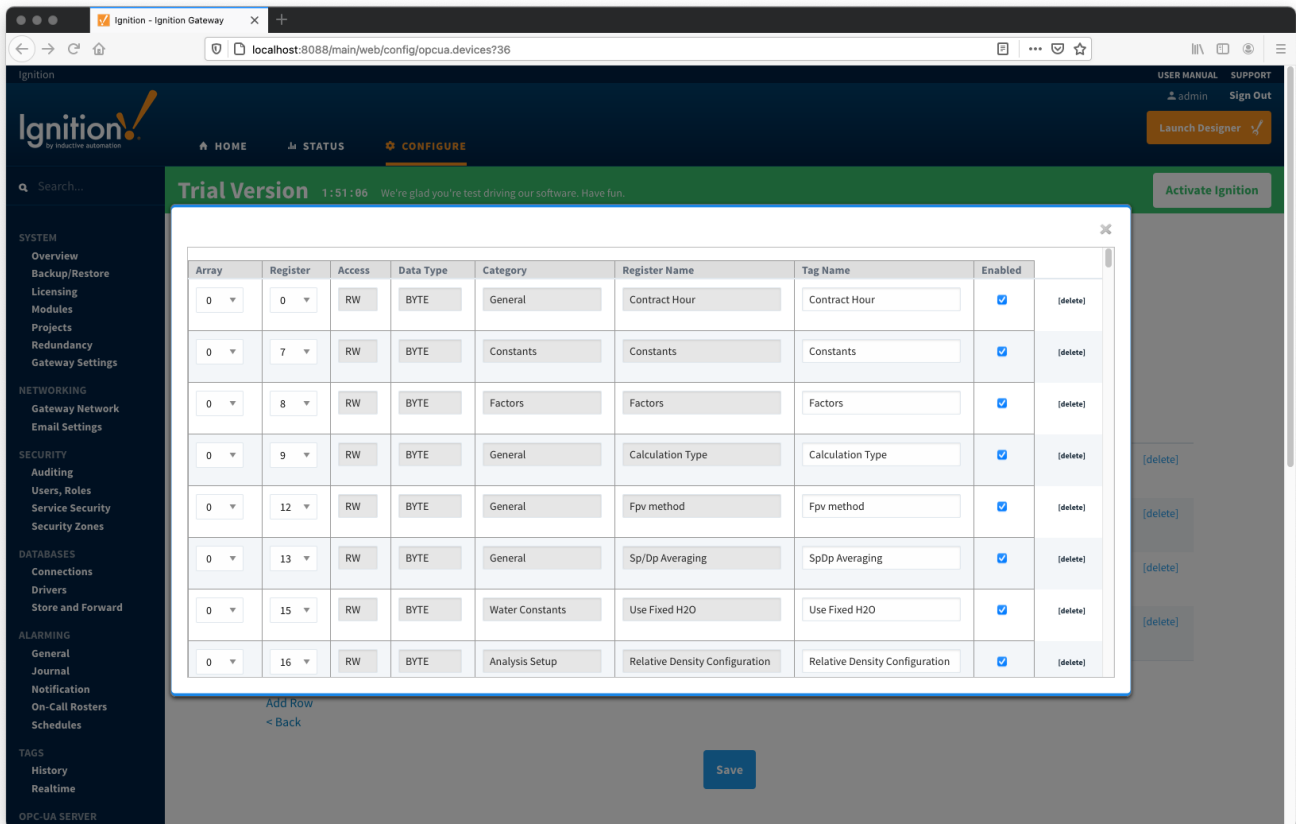 Ignition - Ignition Gateway
localhost:8088/main/web/config/opcua.devices?36
Ignition
USER MANUAL SUPPORT
admin Sign Out
Ignition!
by inductive automation
HOME STATUS CONFIGURE
Launch Designer
Search...
Trial Version 1:51:06 We're glad you're test driving our software. Have fun.
Activate Ignition
SYSTEM
Overview
Backup/Restore
Licensing
Modules
Projects
Redundancy
Gateway Settings
NETWORKING
Gateway Network
Email Settings
SECURITY
Auditing
Users, Roles
Service Security
Security Zones
DATABASES
Connections
Drivers
Store and Forward
ALARMING
General
Journal
Notification
On-Call Rosters
Schedules
TAGS
History
Realtime
OPC-UA SERVER
Array Register Access Data Type Category Register Name Tag Name Enabled
0 0 RW BYTE General Contract Hour Contract Hour [delete]
0 7 RW BYTE Constants Constants Constants [delete]
0 8 RW BYTE Factors Factors Factors [delete]
0 9 RW BYTE General Calculation Type Calculation Type [delete]
0 12 RW BYTE General Fpv method Fpv method [delete]
0 13 RW BYTE General Sp/Dp Averaging SpDp Averaging [delete]
0 15 RW BYTE Water Constants Use Fixed H2O Use Fixed H2O [delete]
0 16 RW BYTE Analysis Setup Relative Density Configuration Relative Density Configuration [delete]
[delete]
[delete]
[delete]
[delete]
Add Row
< Back
Save